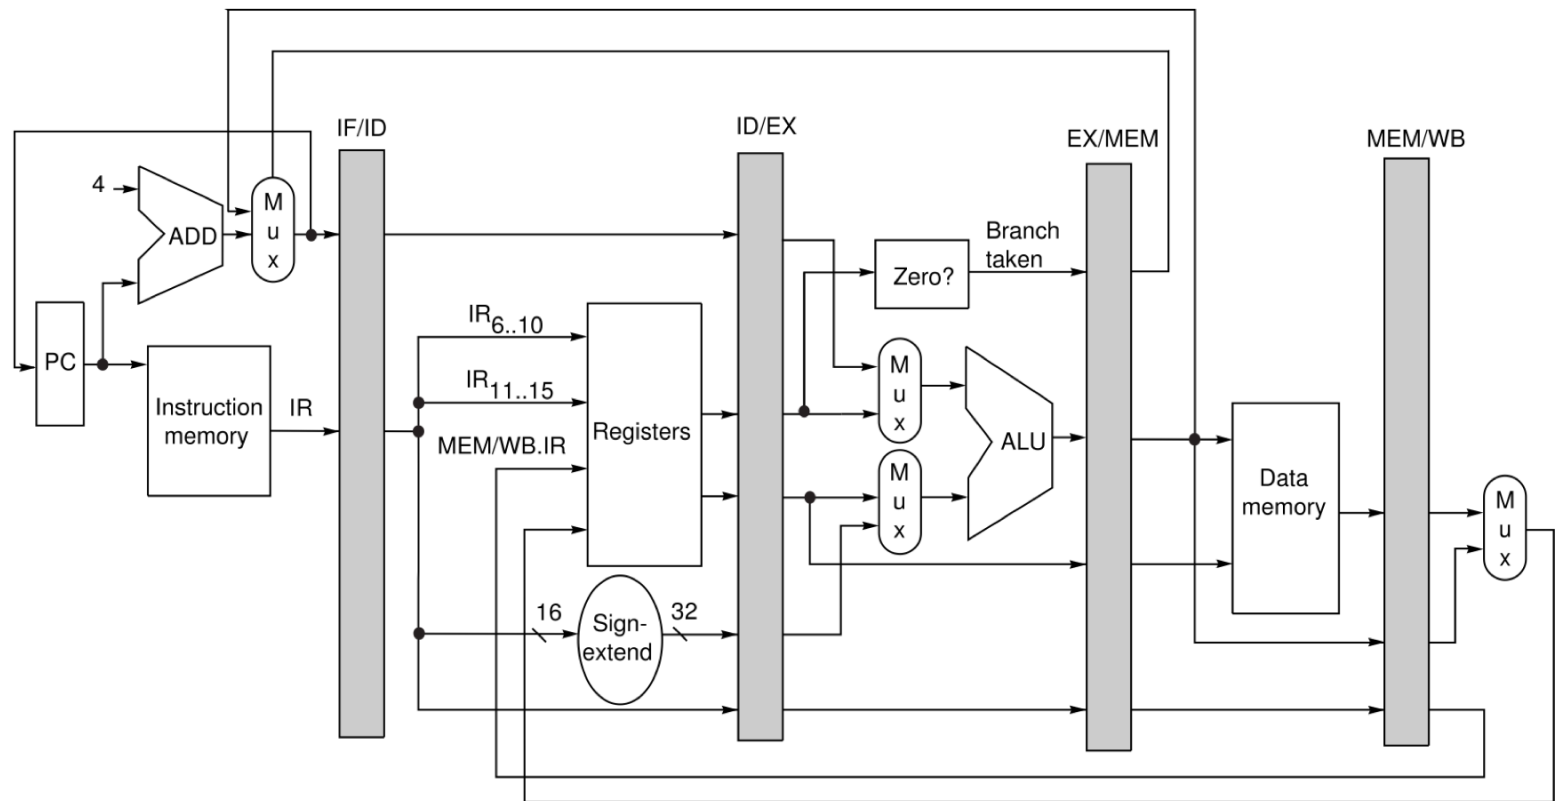 IF/ID
ID/EX
EX/MEM
MEM/WB
4
ADD
M
u
x
Branch
taken
Zero?
IR6..10
PC
Instruction
memory
IR
IR11..15
MEM/WB.IR
Registers
M
u
x
ALU
M
u
x
Data
memory
M
u
x
16
Sign-
extend
32